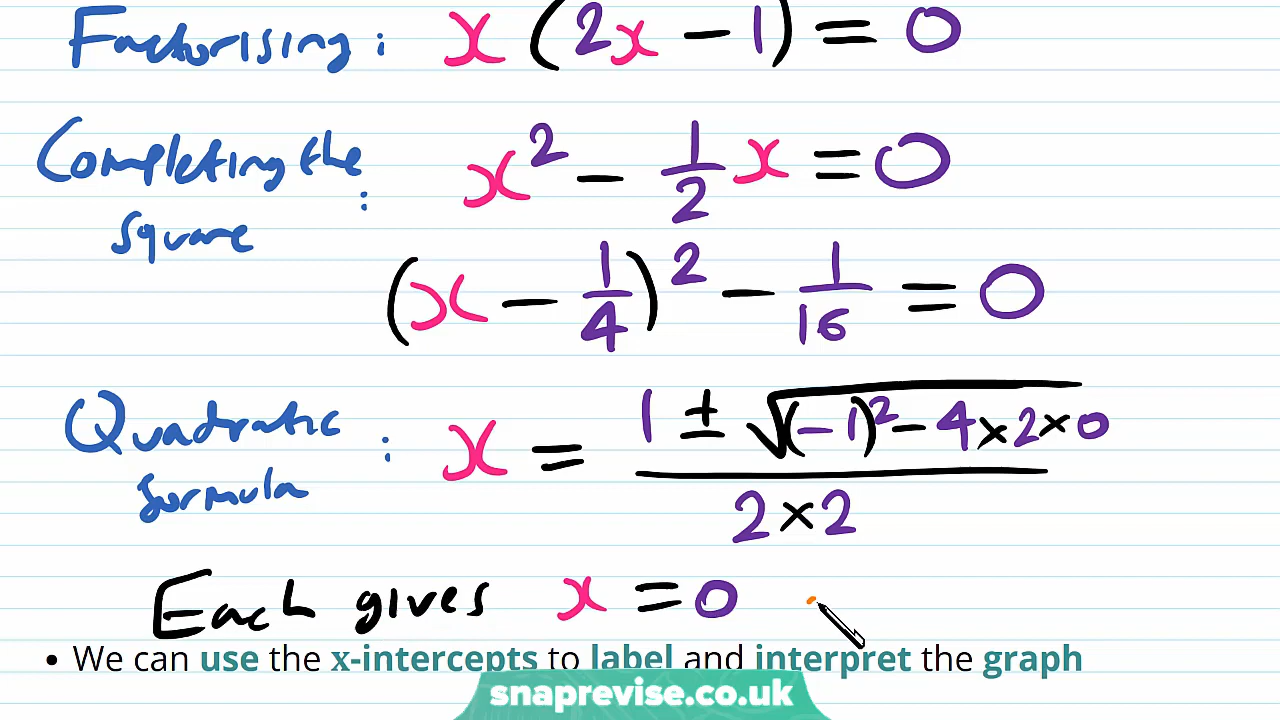 Factorising: x(2x − 1) = 0
Completing the square: x² − 1/2 x = 0
(x − 1/4)² − 1/16 = 0
Quadratic formula: x = (1 ± √((−1)² − 4×2×0)) / (2×2)
Each gives x = 0
• We can use the x-intercepts to label and interpret the graph
snaprevise.co.uk